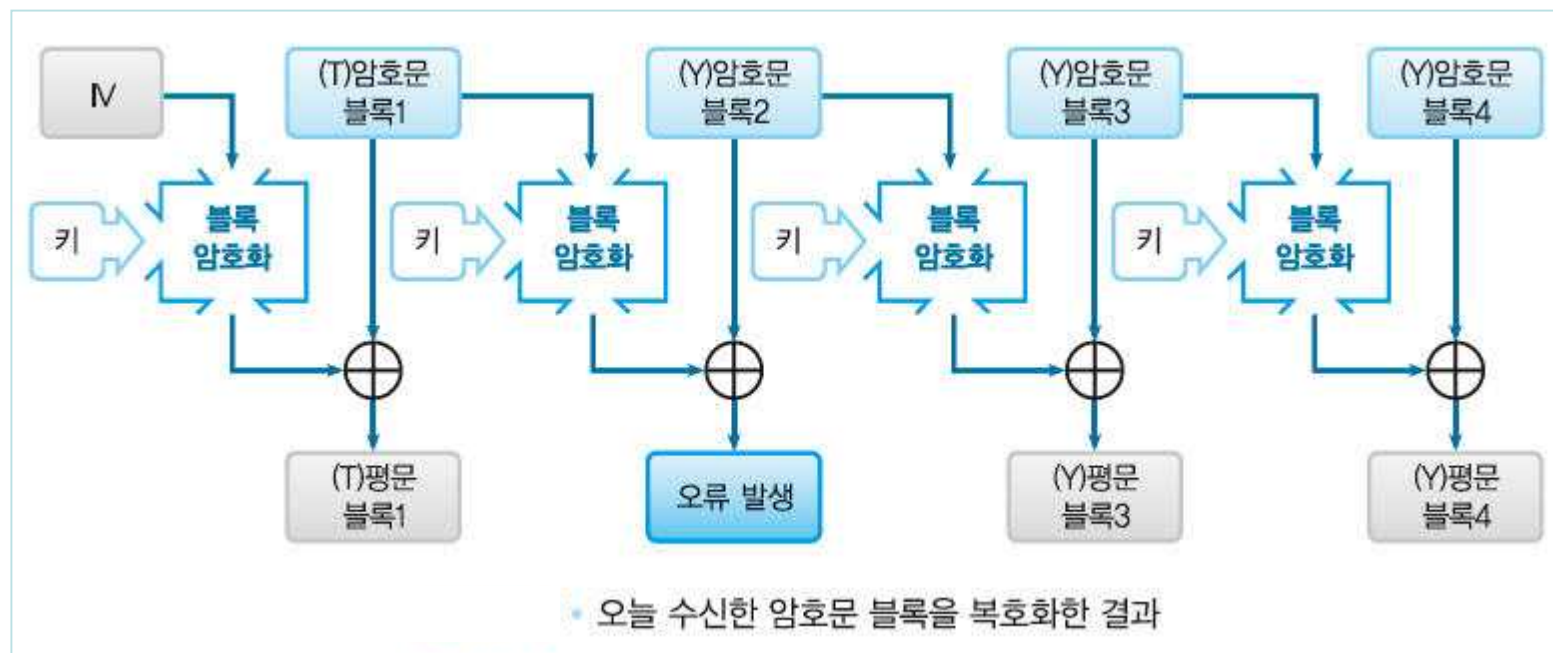 IV
(T)암호문
블록1
(Y)암호문
블록2
(Y)암호문
블록3
(Y)암호문
블록4
키
블록
암호화
키
블록
암호화
키
블록
암호화
키
블록
암호화
(T)평문
블록1
오류 발생
(Y)평문
블록3
(Y)평문
블록4
• 오늘 수신한 암호문 블록을 복호화한 결과